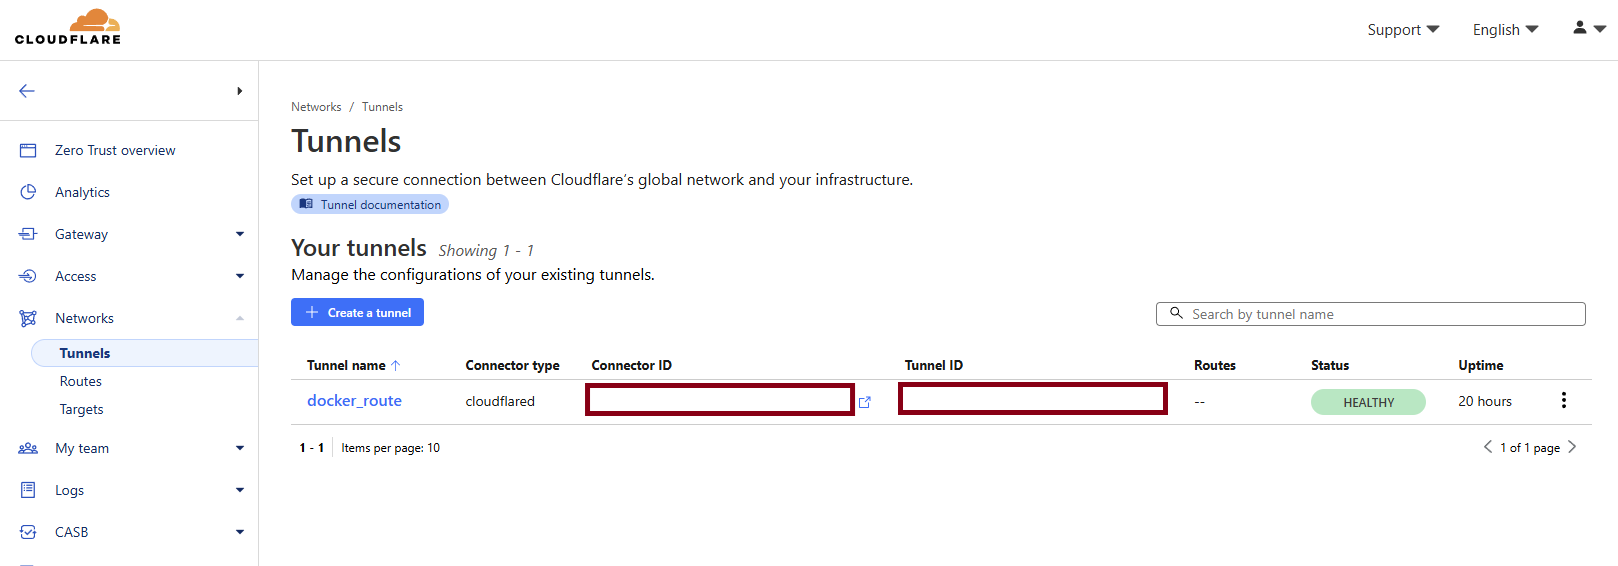 CLOUDFLARE
Support
English
Zero Trust overview
Analytics
Gateway
Access
Networks
Tunnels
Routes
Targets
My team
Logs
CASB
Networks / Tunnels
Tunnels
Set up a secure connection between Cloudflare’s global network and your infrastructure.
Tunnel documentation
Your tunnels Showing 1 - 1
Manage the configurations of your existing tunnels.
+ Create a tunnel
Search by tunnel name
Tunnel name ↑ Connector type Connector ID Tunnel ID Routes Status Uptime
docker_route cloudflared -- HEALTHY 20 hours
1 - 1 Items per page: 10
1 of 1 page